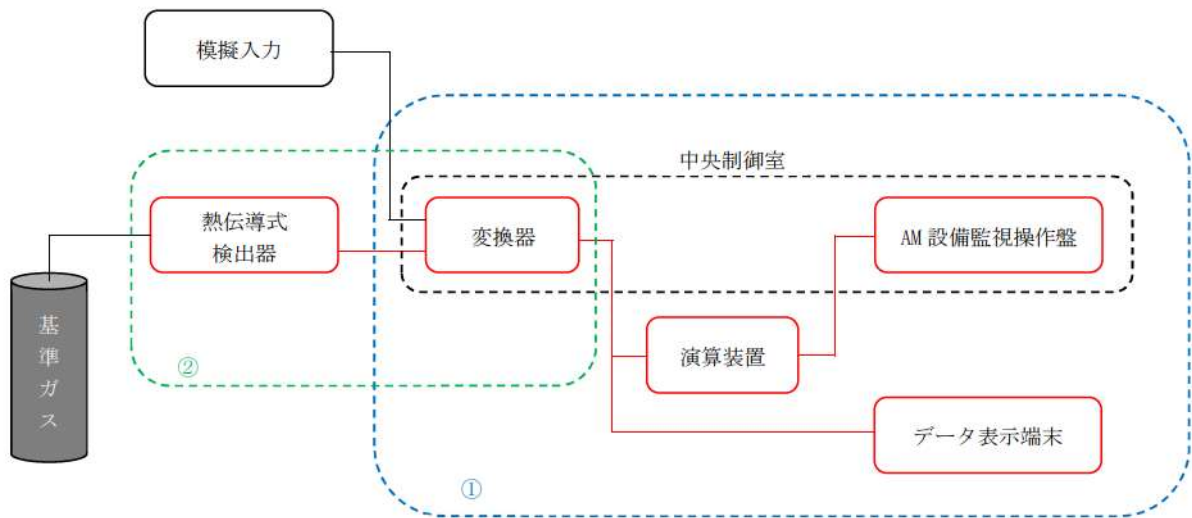 模擬入力
中央制御室
熱伝導式
検出器
変換器
AM 設備監視操作盤
基準ガス
②
演算装置
データ表示端末
①